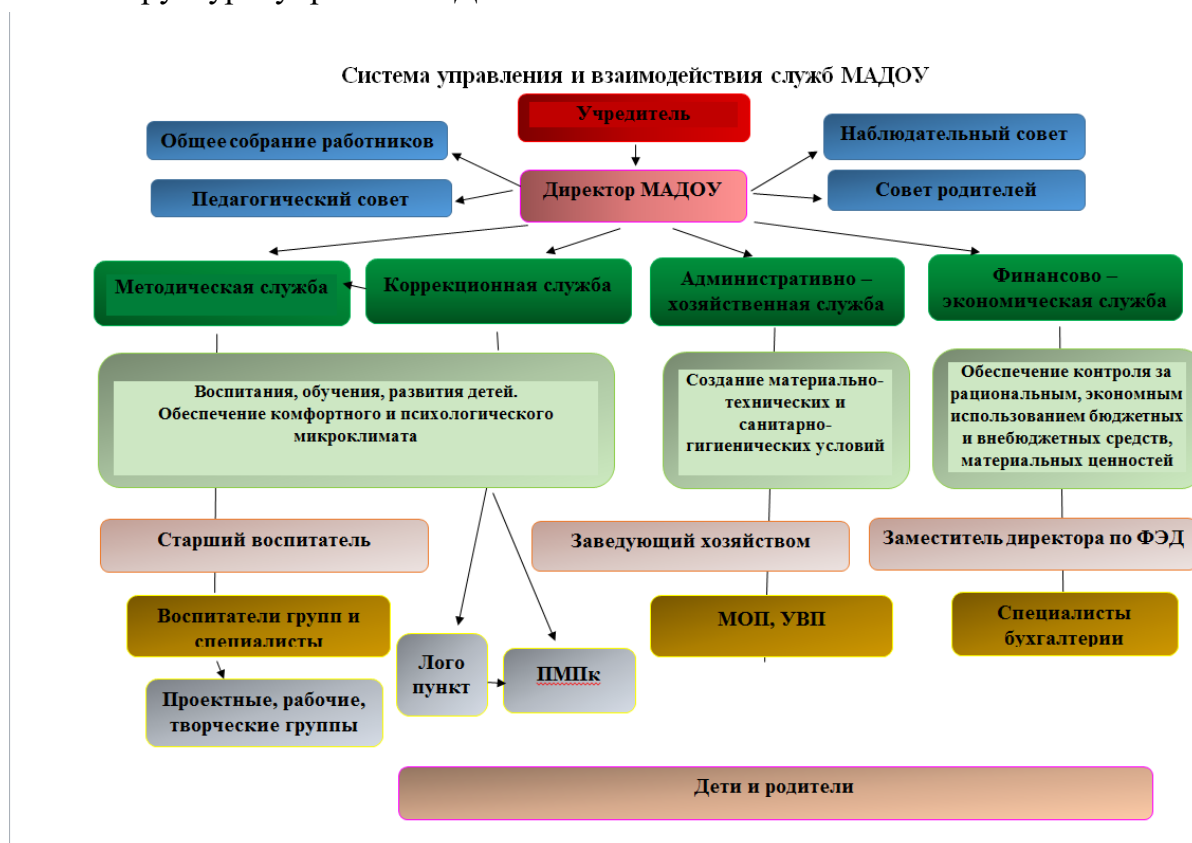 Система управления и взаимодействия служб МАДОУ
Учредитель
Общее собрание работников
Наблюдательный совет
Директор МАДОУ
Педагогический совет
Совет родителей
Методическая служба
Коррекционная служба
Административно –
хозяйственная служба
Финансово –
экономическая служба
Воспитания, обучения, развития детей.
Обеспечение комфортного и психологического
микроклимата
Создание материально-
технических и
санитарно-
гигиенических условий
Обеспечение контроля за
рациональным, экономным
использованием бюджетных
и внебюджетных средств,
материальных ценностей
Старший воспитатель
Заведующий хозяйством
Заместитель директора по ФЭД
Воспитатели групп и
специалисты
МОП, УВП
Специалисты
бухгалтерии
Лого
пункт
ПМПк
Проектные, рабочие,
творческие группы
Дети и родители